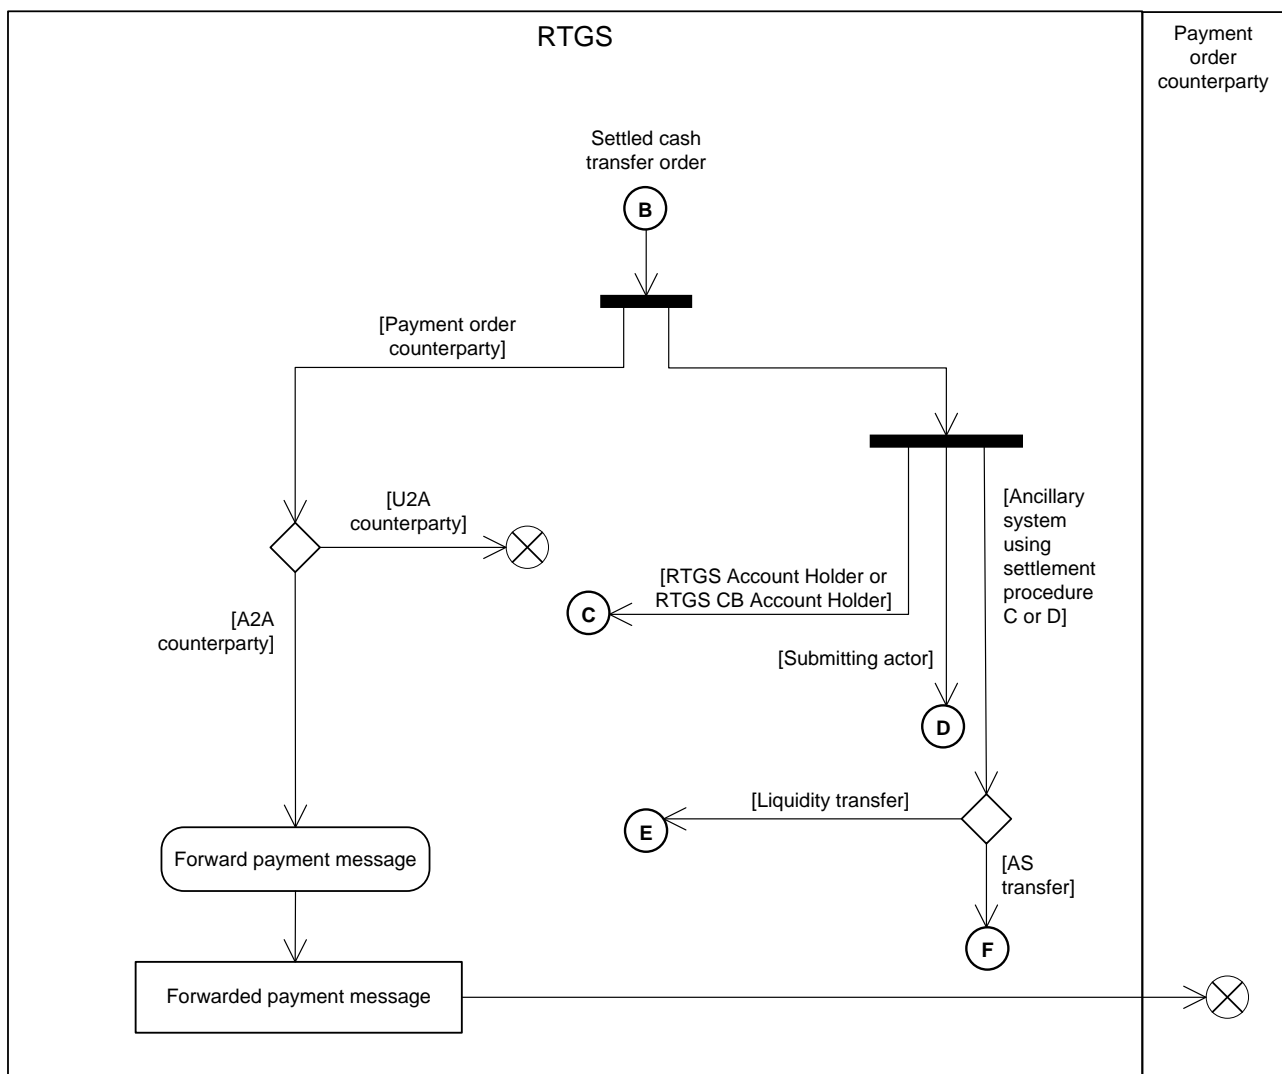 RTGS
Payment
order
counterparty
Settled cash
transfer order
B
[Payment order
counterparty]
[U2A
counterparty]
[Ancillary
system
using
settlement
procedure
C or D]
[RTGS Account Holder or
RTGS CB Account Holder]
C
[A2A
counterparty]
[Submitting actor]
D
[Liquidity transfer]
E
Forward payment message
[AS
transfer]
F
Forwarded payment message